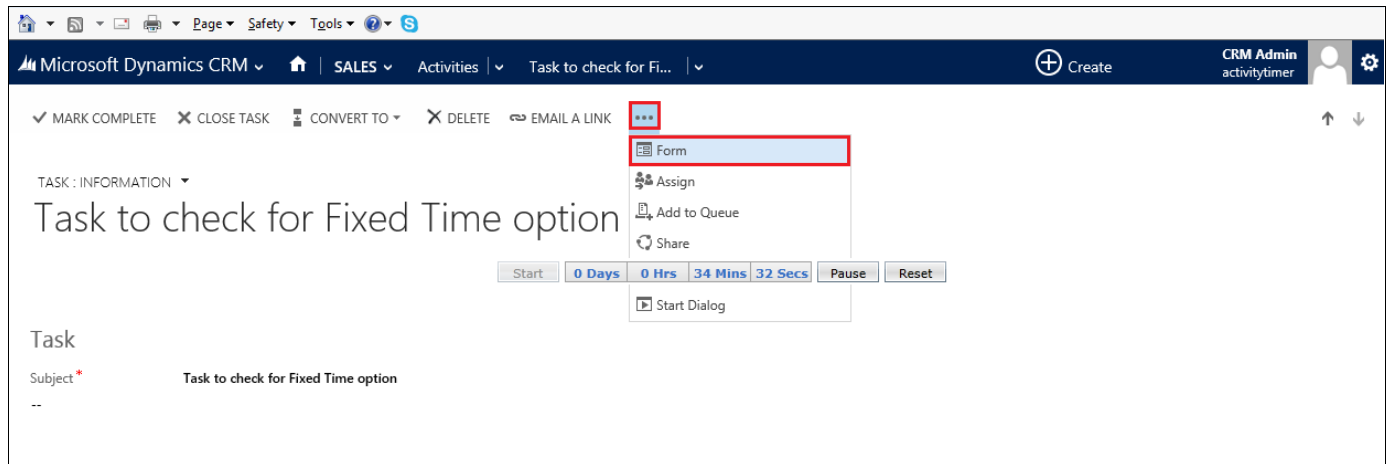 Page Safety Tools
Microsoft Dynamics CRM SALES Activities Task to check for Fi... Create CRM Admin
activitytimer
MARK COMPLETE CLOSE TASK CONVERT TO DELETE EMAIL A LINK •••
Form
TASK : INFORMATION Assign
Task to check for Fixed Time option Add to Queue
Share
Start 0 Days 0 Hrs 34 Mins 32 Secs Pause Reset
Start Dialog
Task
Subject* Task to check for Fixed Time option
--